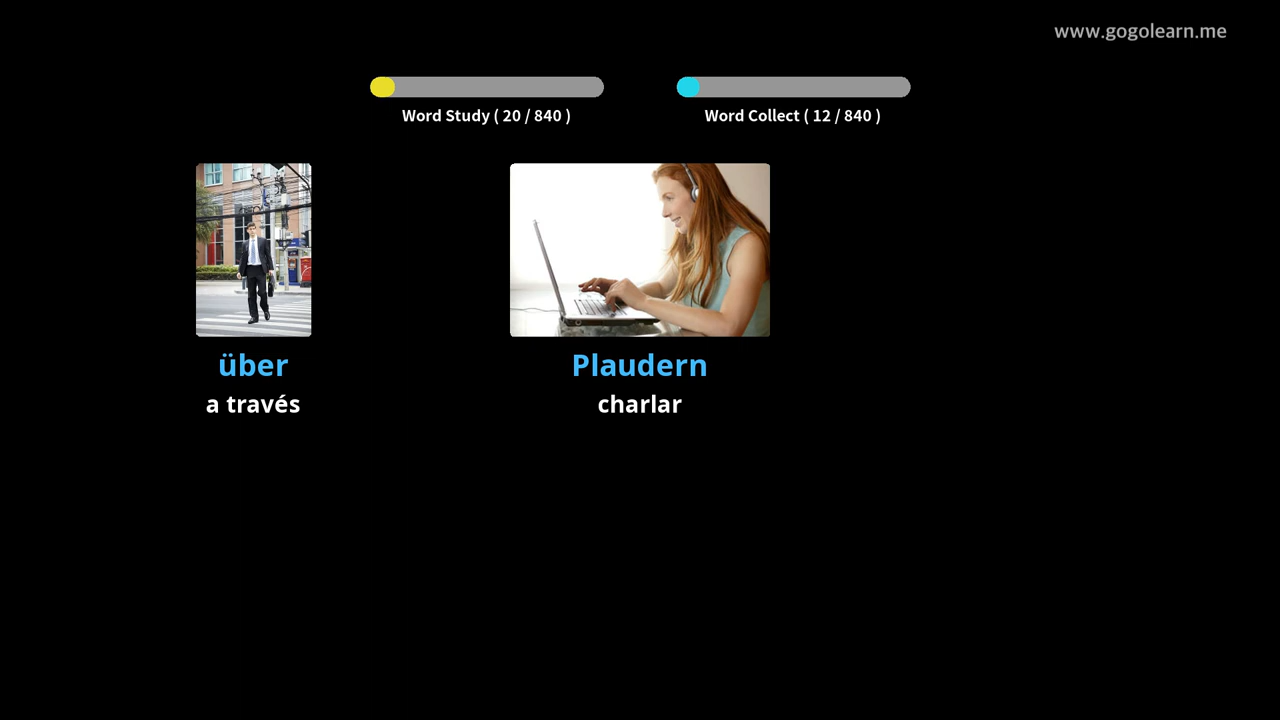 www.gogolearn.me
Word Study ( 20 / 840 )
Word Collect ( 12 / 840 )
über
a través
Plaudern
charlar